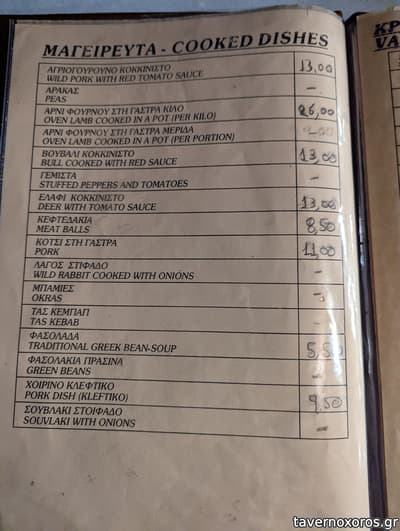 ΜΑΓΕΙΡΕΥΤΑ - COOKED DISHES
ΑΓΡΙΟΓΟΥΡΟΥΝΟ ΚΟΚΚΙΝΙΣΤΟ
WILD PORK WITH RED TOMATO SAUCE 13,00
ΑΡΑΚΑΣ
PEAS –
ΑΡΝΙ ΦΟΥΡΝΟΥ ΣΤΗ ΓΑΣΤΡΑ ΚΙΛΟ
OVEN LAMB COOKED IN A POT (PER KILO) 26,00
ΑΡΝΙ ΦΟΥΡΝΟΥ ΣΤΗ ΓΑΣΤΡΑ ΜΕΡΙΔΑ
OVEN LAMB COOKED IN A POT (PER PORTION)
ΒΟΥΒΑΛΙ ΚΟΚΚΙΝΙΣΤΟ
BULL COOKED WITH RED SAUCE 13,00
ΓΕΜΙΣΤΑ
STUFFED PEPPERS AND TOMATOES –
ΕΛΑΦΙ ΚΟΚΚΙΝΙΣΤΟ
DEER WITH TOMATO SAUCE 13,00
ΚΕΦΤΕΔΑΚΙΑ
MEAT BALLS 8,50
ΚΟΤΣΙ ΣΤΗ ΓΑΣΤΡΑ
PORK 11,00
ΛΑΓΟΣ ΣΤΙΦΑΔΟ
WILD RABBIT COOKED WITH ONIONS –
ΜΠΑΜΙΕΣ
OKRAS –
ΤΑΣ ΚΕΜΠΑΠ
TAS KEBAB –
ΦΑΣΟΛΑΔΑ
TRADITIONAL GREEK BEAN-SOUP 5,50
ΦΑΣΟΛΑΚΙΑ ΠΡΑΣΙΝΑ
GREEN BEANS –
ΧΟΙΡΙΝΟ ΚΛΕΦΤΙΚΟ
PORK DISH (KLEFTIKO) 9,50
ΣΟΥΒΛΑΚΙ ΣΤΟΙΦΑΔΟ
SOUVLAKI WITH ONIONS –
ΚΡ
VA
tavernoxoros.gr